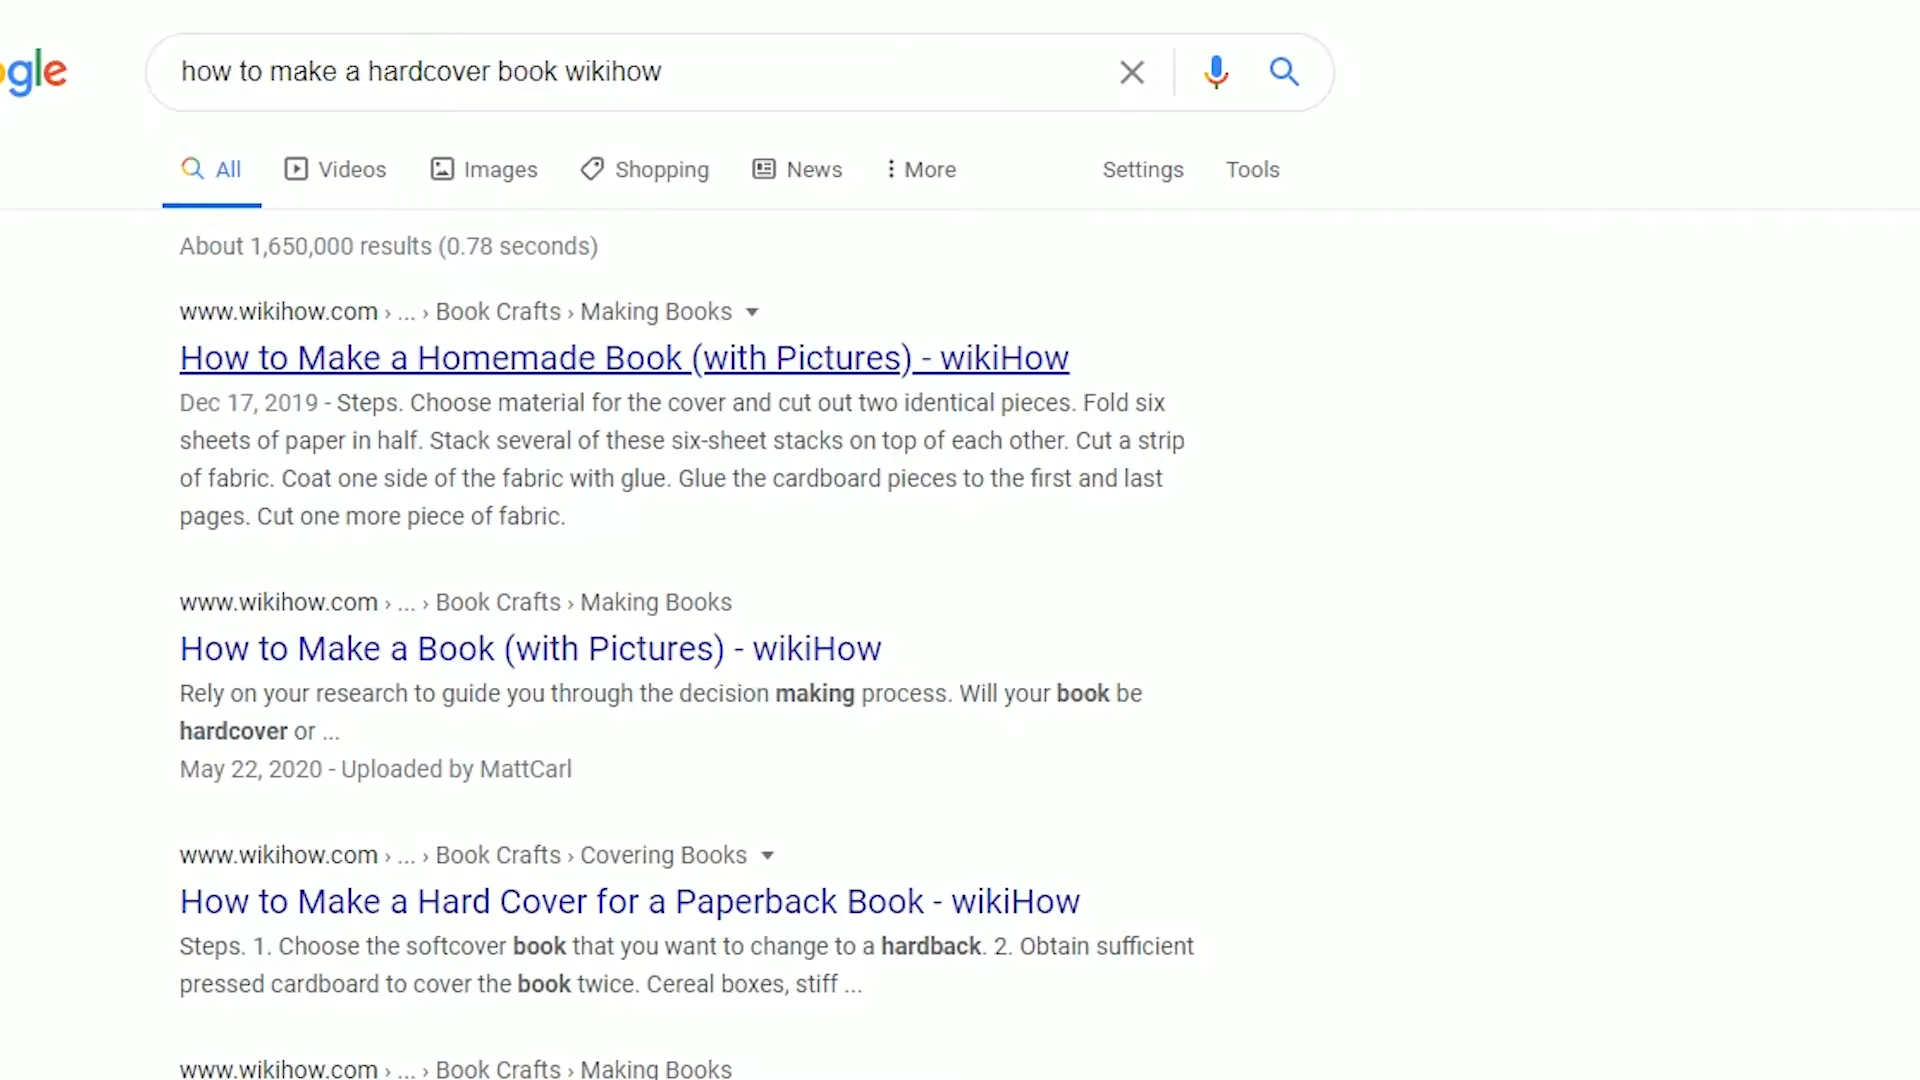 ogle
how to make a hardcover book wikihow
All Videos Images Shopping News More Settings Tools
About 1,650,000 results (0.78 seconds)
www.wikihow.com › ... › Book Crafts › Making Books
How to Make a Homemade Book (with Pictures) - wikiHow
Dec 17, 2019 - Steps. Choose material for the cover and cut out two identical pieces. Fold six
sheets of paper in half. Stack several of these six-sheet stacks on top of each other. Cut a strip
of fabric. Coat one side of the fabric with glue. Glue the cardboard pieces to the first and last
pages. Cut one more piece of fabric.
www.wikihow.com › ... › Book Crafts › Making Books
How to Make a Book (with Pictures) - wikiHow
Rely on your research to guide you through the decision making process. Will your book be
hardcover or ...
May 22, 2020 - Uploaded by MattCarl
www.wikihow.com › ... › Book Crafts › Covering Books
How to Make a Hard Cover for a Paperback Book - wikiHow
Steps. 1. Choose the softcover book that you want to change to a hardback. 2. Obtain sufficient
pressed cardboard to cover the book twice. Cereal boxes, stiff ...
www.wikihow.com › ... › Book Crafts › Making Books